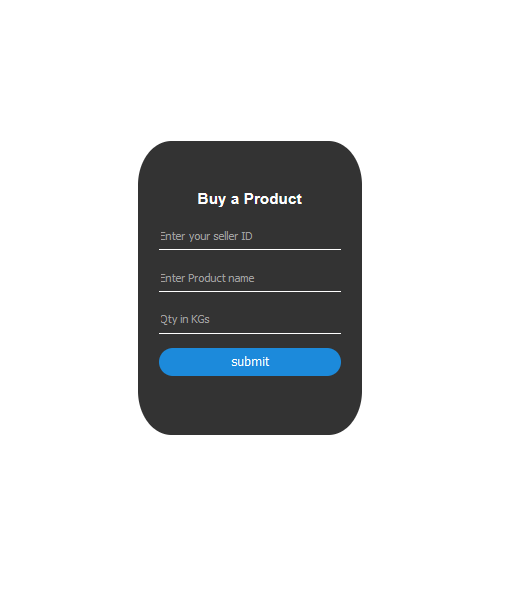 Buy a Product
Enter your seller ID
Enter Product name
Qty in KGs
submit